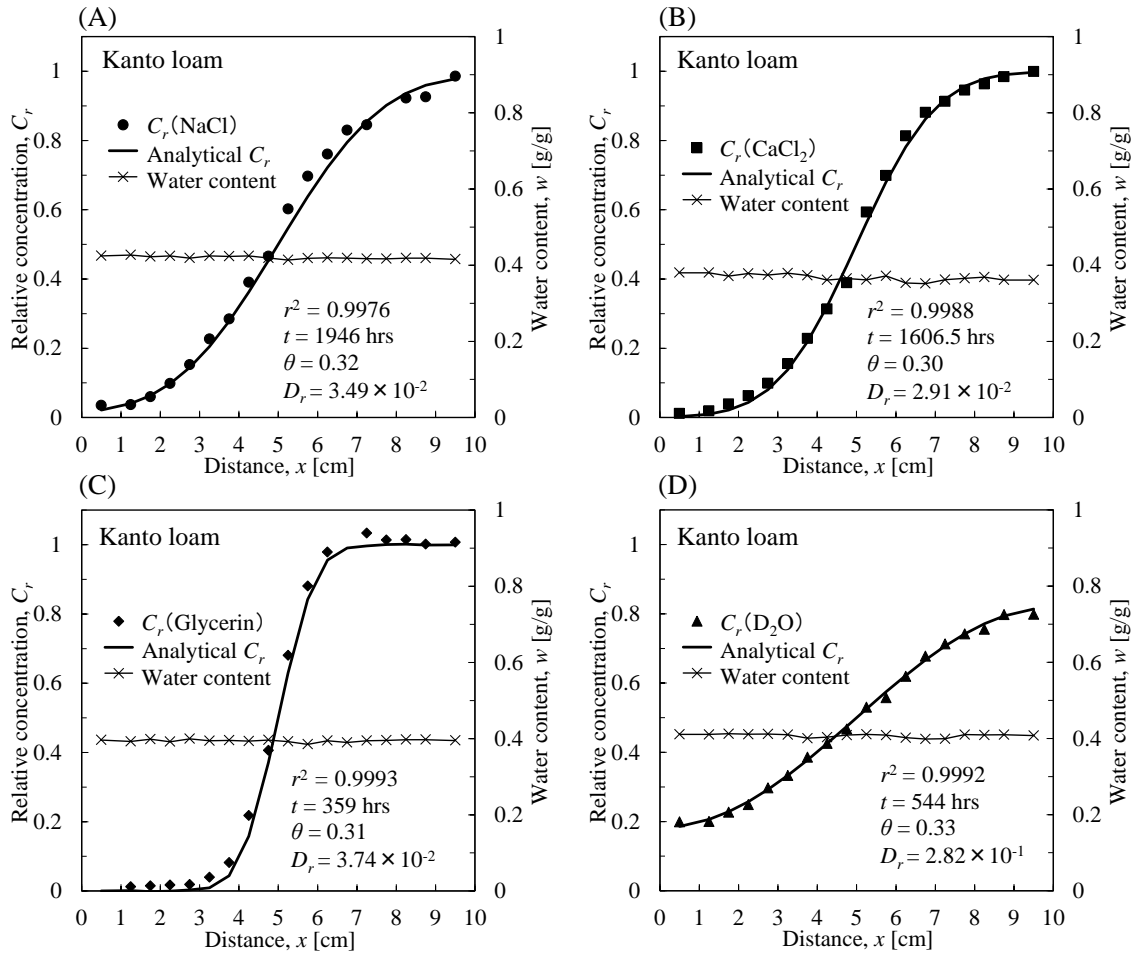 (A)
Kanto loam
C_r（NaCl）
Analytical C_r
Water content
r² = 0.9976
t = 1946 hrs
θ = 0.32
D_r = 3.49×10⁻²
Relative concentration, C_r
0
0.2
0.4
0.6
0.8
1
Water content, w [g/g]
0
0.2
0.4
0.6
0.8
1
0 1 2 3 4 5 6 7 8 9 10
Distance, x [cm]
(B)
Kanto loam
C_r（CaCl₂）
Analytical C_r
Water content
r² = 0.9988
t = 1606.5 hrs
θ = 0.30
D_r = 2.91×10⁻²
Relative concentration, C_r
0
0.2
0.4
0.6
0.8
1
Water content, w [g/g]
0
0.2
0.4
0.6
0.8
1
0 1 2 3 4 5 6 7 8 9 10
Distance, x [cm]
(C)
Kanto loam
C_r（Glycerin）
Analytical C_r
Water content
r² = 0.9993
t = 359 hrs
θ = 0.31
D_r = 3.74×10⁻²
Relative concentration, C_r
0
0.2
0.4
0.6
0.8
1
Water content, w [g/g]
0
0.2
0.4
0.6
0.8
1
0 1 2 3 4 5 6 7 8 9 10
Distance, x [cm]
(D)
Kanto loam
C_r（D₂O）
Analytical C_r
Water content
r² = 0.9992
t = 544 hrs
θ = 0.33
D_r = 2.82×10⁻¹
Relative concentration, C_r
0
0.2
0.4
0.6
0.8
1
Water content, w [g/g]
0
0.2
0.4
0.6
0.8
1
0 1 2 3 4 5 6 7 8 9 10
Distance, x [cm]